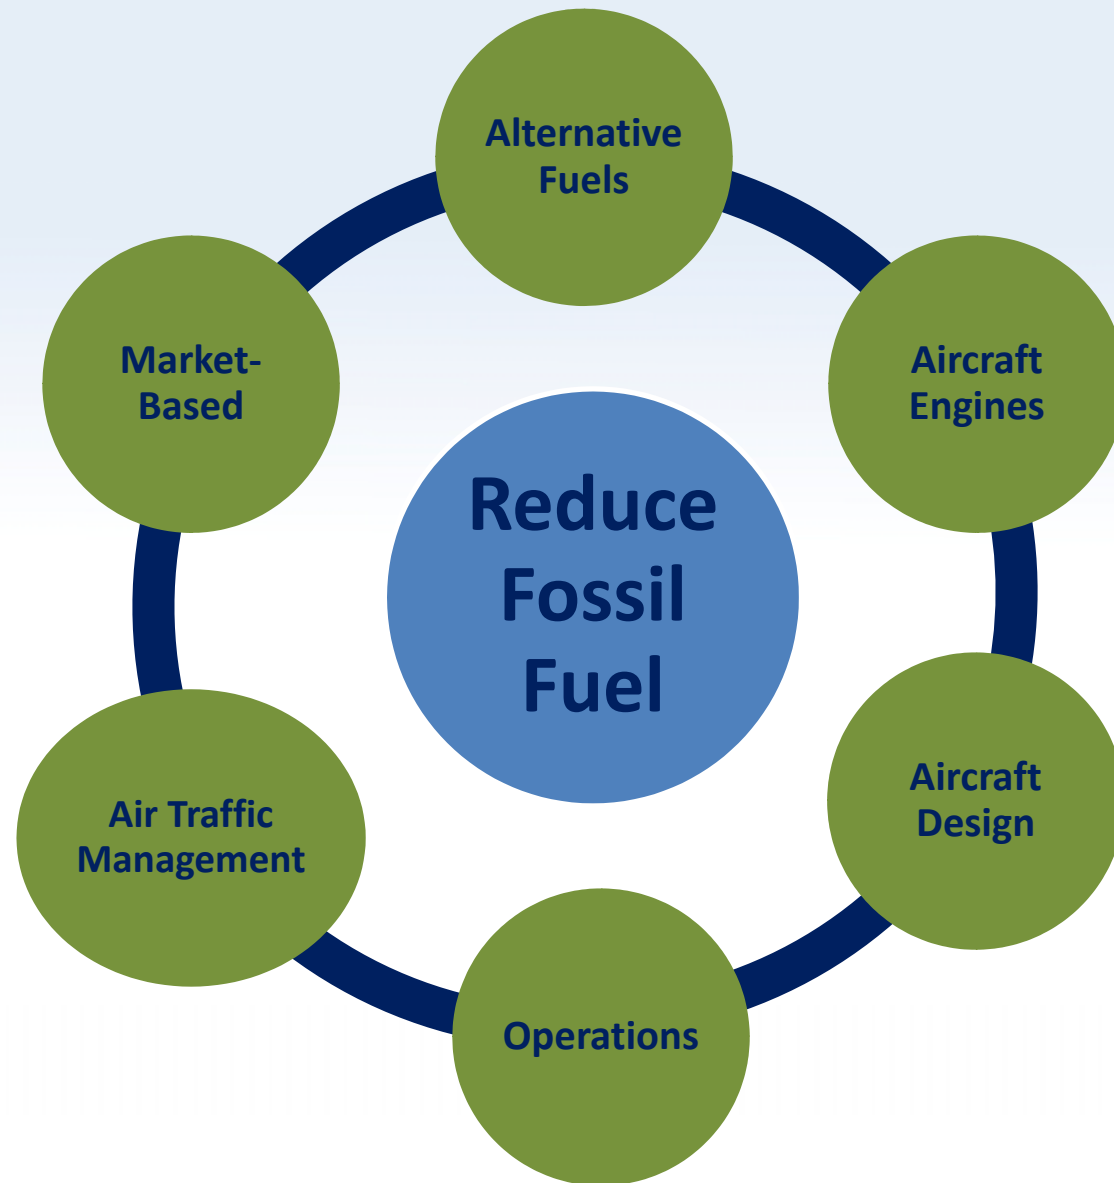 Alternative
Fuels
Aircraft
Engines
Aircraft
Design
Operations
Air Traffic
Management
Market-
Based
Reduce
Fossil
Fuel